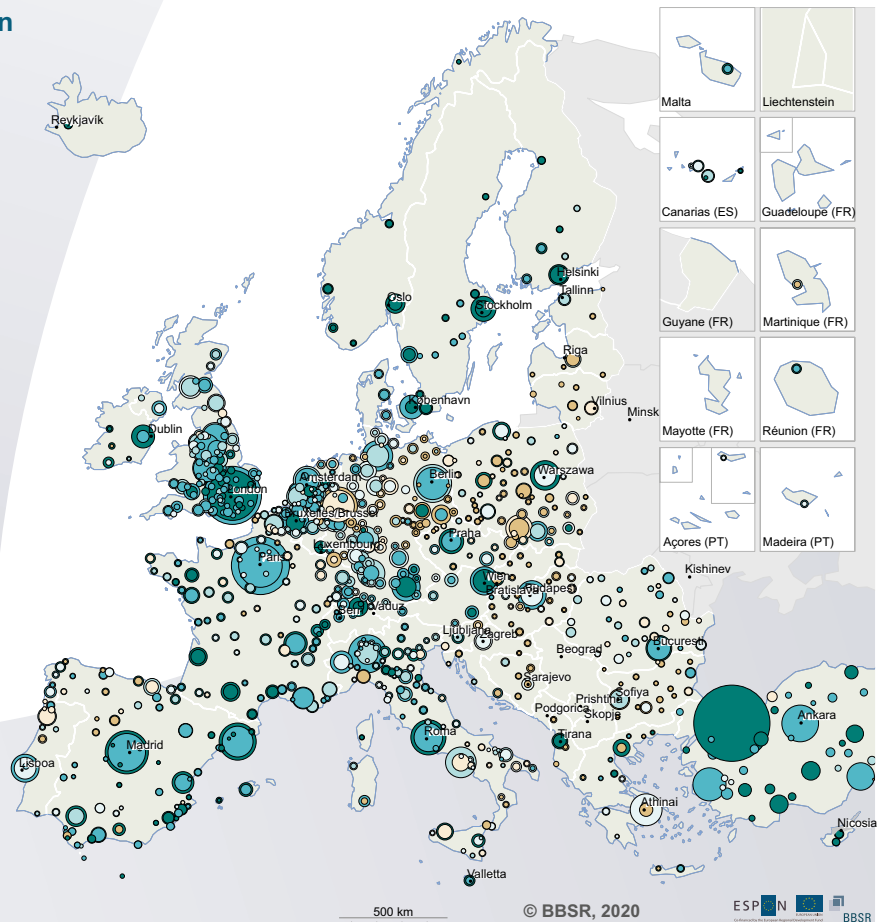 n
Malta
Liechtenstein
Reykjavík
Canarias (ES)
Guadeloupe (FR)
Helsinki
Tallinn
Oslo
Stockholm
Guyane (FR)
Martinique (FR)
Riga
København
Vilnius
Minsk
Mayotte (FR)
Réunion (FR)
Dublin
Berlin
Warszawa
Amsterdam
London
Bruxelles/Brussel
Luxembourg
Praha
Açores (PT)
Madeira (PT)
Paris
Kishinev
Wien
Bratislava
Budapest
Bern
Vaduz
Ljubljana
Zagreb
Beograd
Bucuresti
Sarajevo
Prishtina
Sofiya
Podgorica
Skopje
Ankara
Tirana
Roma
Madrid
Lisboa
Athinai
Nicosia
Valletta
500 km
© BBSR, 2020
ESPON
BBSR